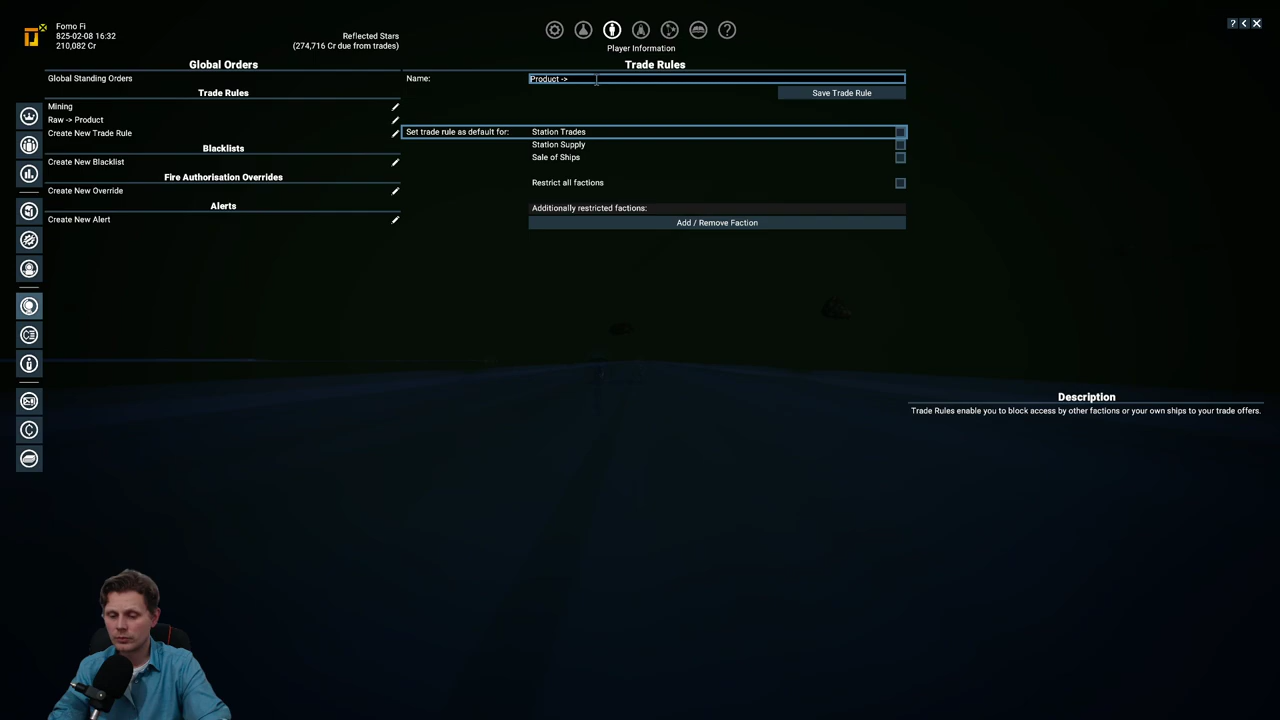 Fomo Fi
825-02-08 16:32
210,082 Cr
Reflected Stars
(274,716 Cr due from trades)
Player Information
?
Global Orders
Global Standing Orders
Trade Rules
Mining
Raw -> Product
Create New Trade Rule
Blacklists
Create New Blacklist
Fire Authorisation Overrides
Create New Override
Alerts
Create New Alert
Trade Rules
Name:
Product ->
Save Trade Rule
Set trade rule as default for:
Station Trades
Station Supply
Sale of Ships
Restrict all factions
Additionally restricted factions:
Add / Remove Faction
Description
Trade Rules enable you to block access by other factions or your own ships to your trade offers.